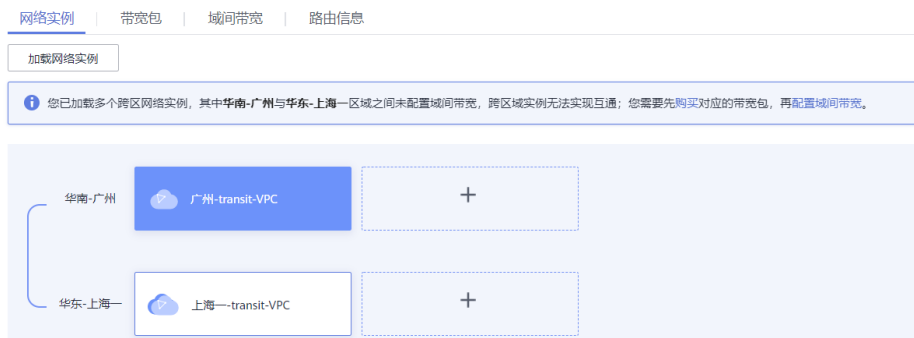 网络实例 带宽包 域间带宽 路由信息
加载网络实例
您已加载多个跨区网络实例，其中华南-广州与华东-上海一区域之间未配置域间带宽，跨区域实例无法实现互通；您需要先购买对应的带宽包，再配置域间带宽。
华南-广州 广州-transit-VPC +
华东-上海一 上海一-transit-VPC +